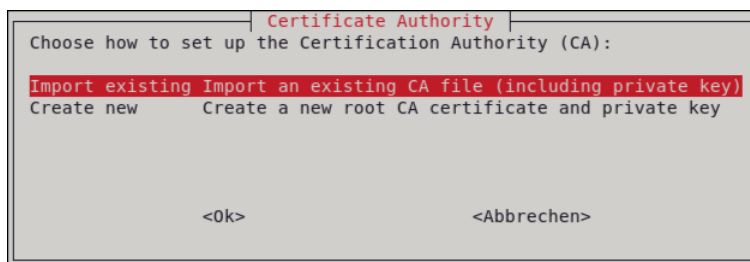 Certificate Authority
Choose how to set up the Certification Authority (CA):
Import existing Import an existing CA file (including private key)
Create new Create a new root CA certificate and private key
<Ok> <Abbrechen>